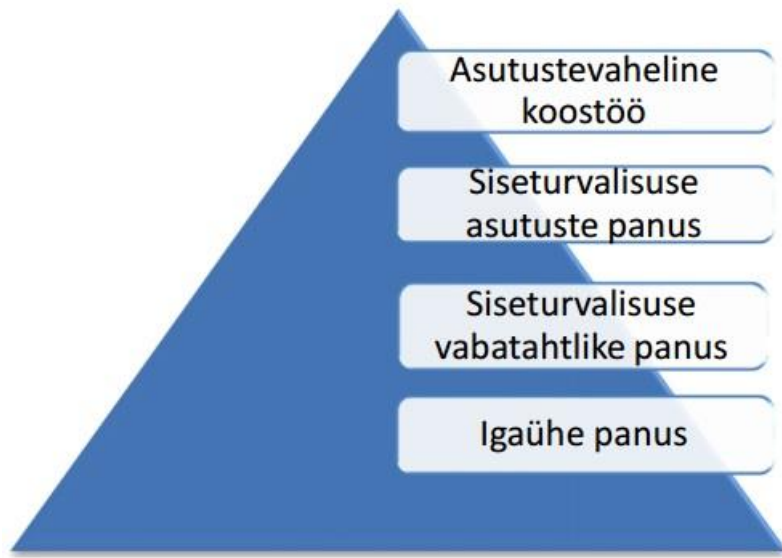 Asutustevaheline
koostöö
Siseturvalisuse
asutuste panus
Siseturvalisuse
vabatahtlike panus
Igaühe panus